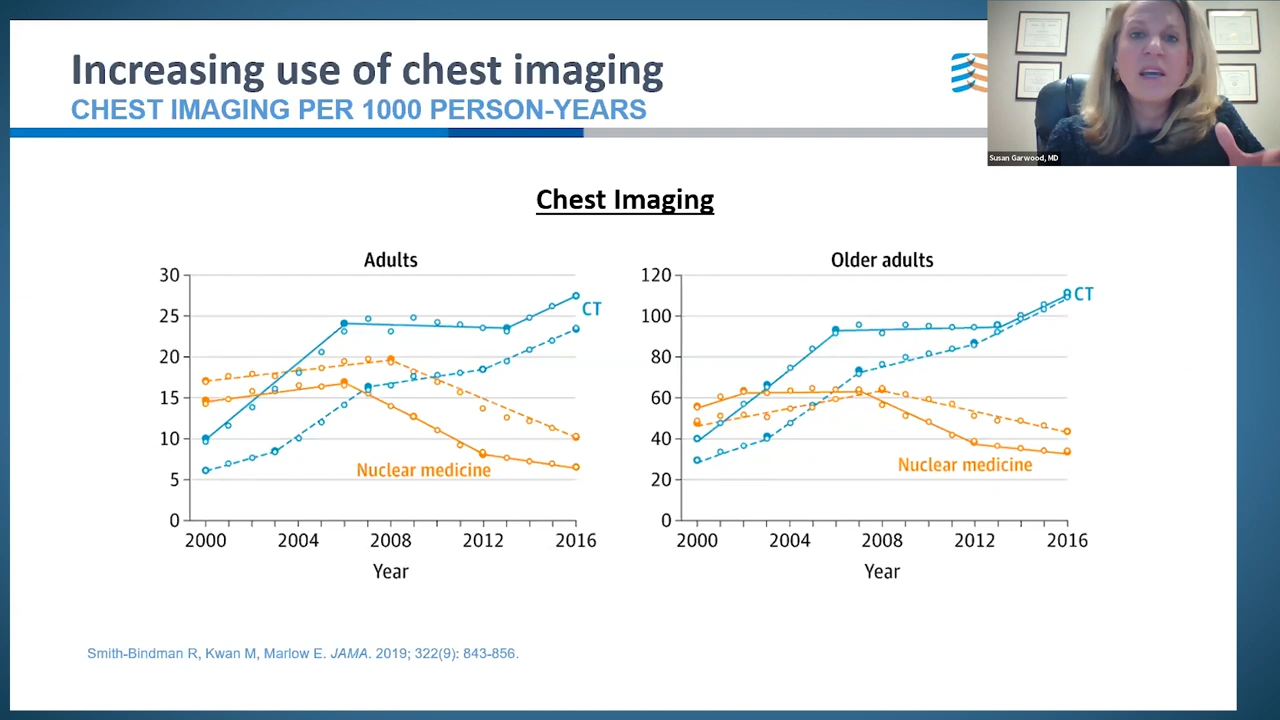 Increasing use of chest imaging
CHEST IMAGING PER 1000 PERSON-YEARS
Susan Garwood, MD
Chest Imaging
Adults
30
25
20
15
10
5
0
CT
Nuclear medicine
2000 2004 2008 2012 2016
Year
Older adults
120
100
80
60
40
20
0
CT
Nuclear medicine
2000 2004 2008 2012 2016
Year
Smith-Bindman R, Kwan M, Marlow E. JAMA. 2019; 322(9): 843-856.